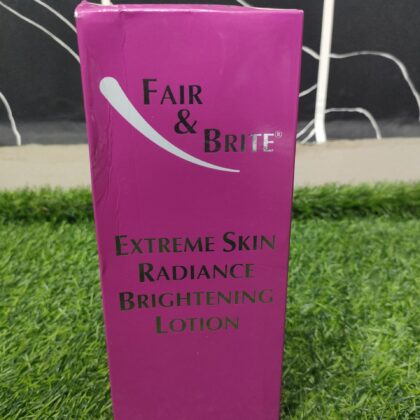 FAIR
&
BRITE®
EXTREME SKIN
RADIANCE
BRIGHTENING
LOTION